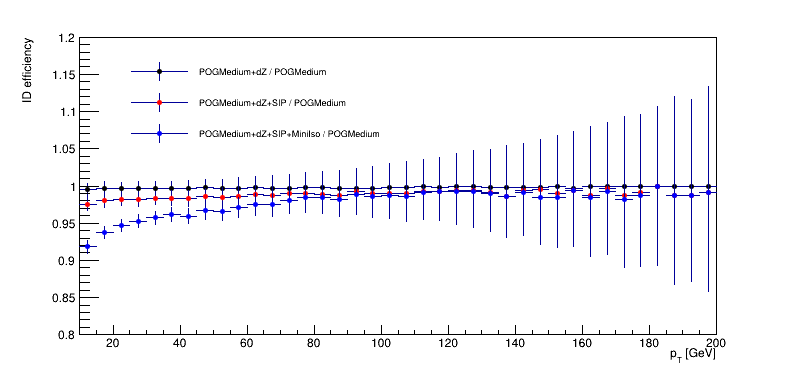 ID efficiency
1.2
1.15
1.1
1.05
1
0.95
0.9
0.85
0.8
POGMedium+dZ / POGMedium
POGMedium+dZ+SIP / POGMedium
POGMedium+dZ+SIP+MiniIso / POGMedium
20 40 60 80 100 120 140 160 180 200
p_T [GeV]